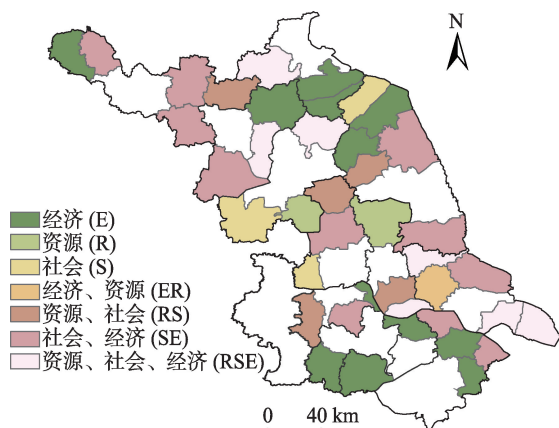 N
经济 (E)
资源 (R)
社会 (S)
经济、资源 (ER)
资源、社会 (RS)
社会、经济 (SE)
资源、社会、经济 (RSE)
0 40 km